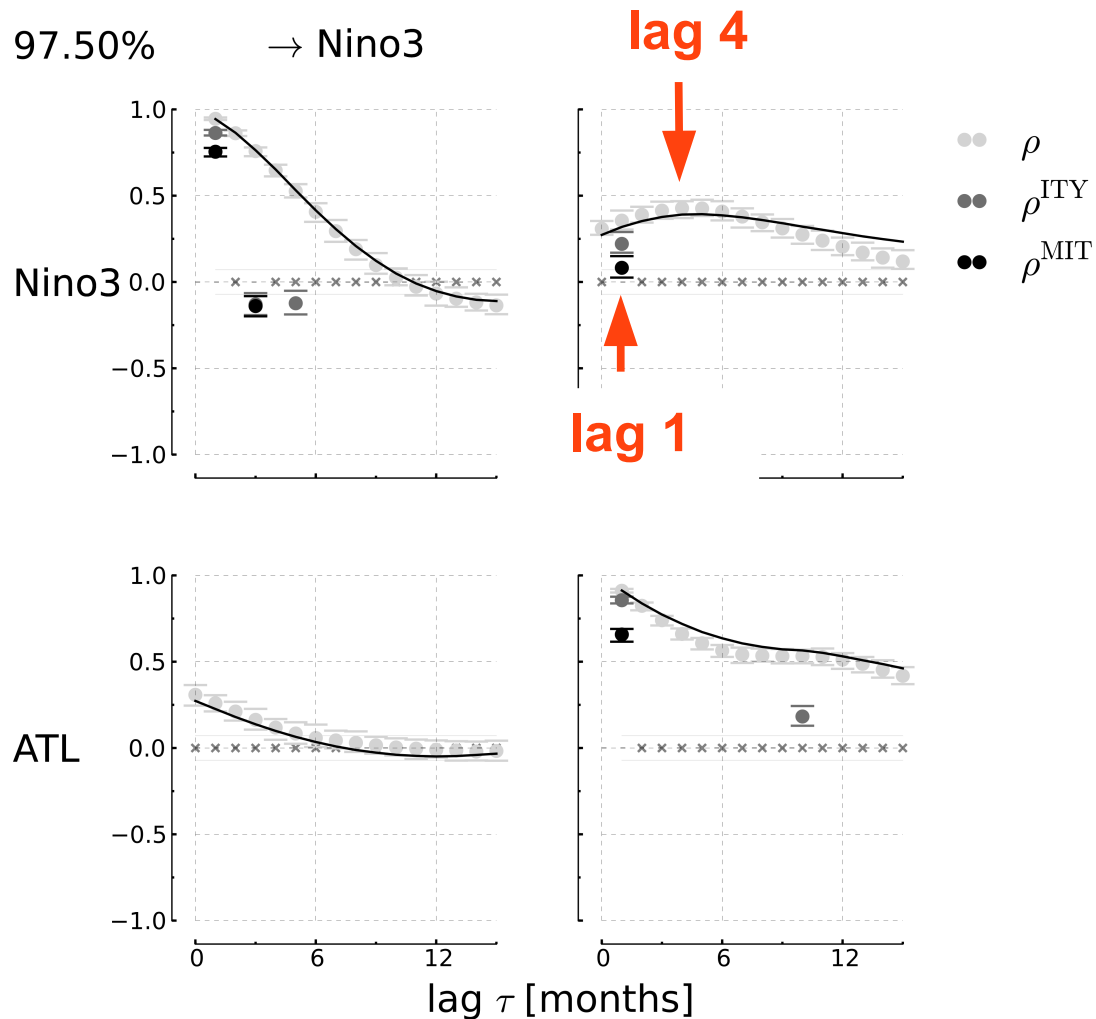 97.50%
→ Nino3
lag 4
1.0
0.5
Nino3
0.0
−0.5
−1.0
ρ
ρ^ITY
ρ^MIT
lag 1
1.0
0.5
ATL
0.0
−0.5
−1.0
0 6 12
0 6 12
lag τ [months]